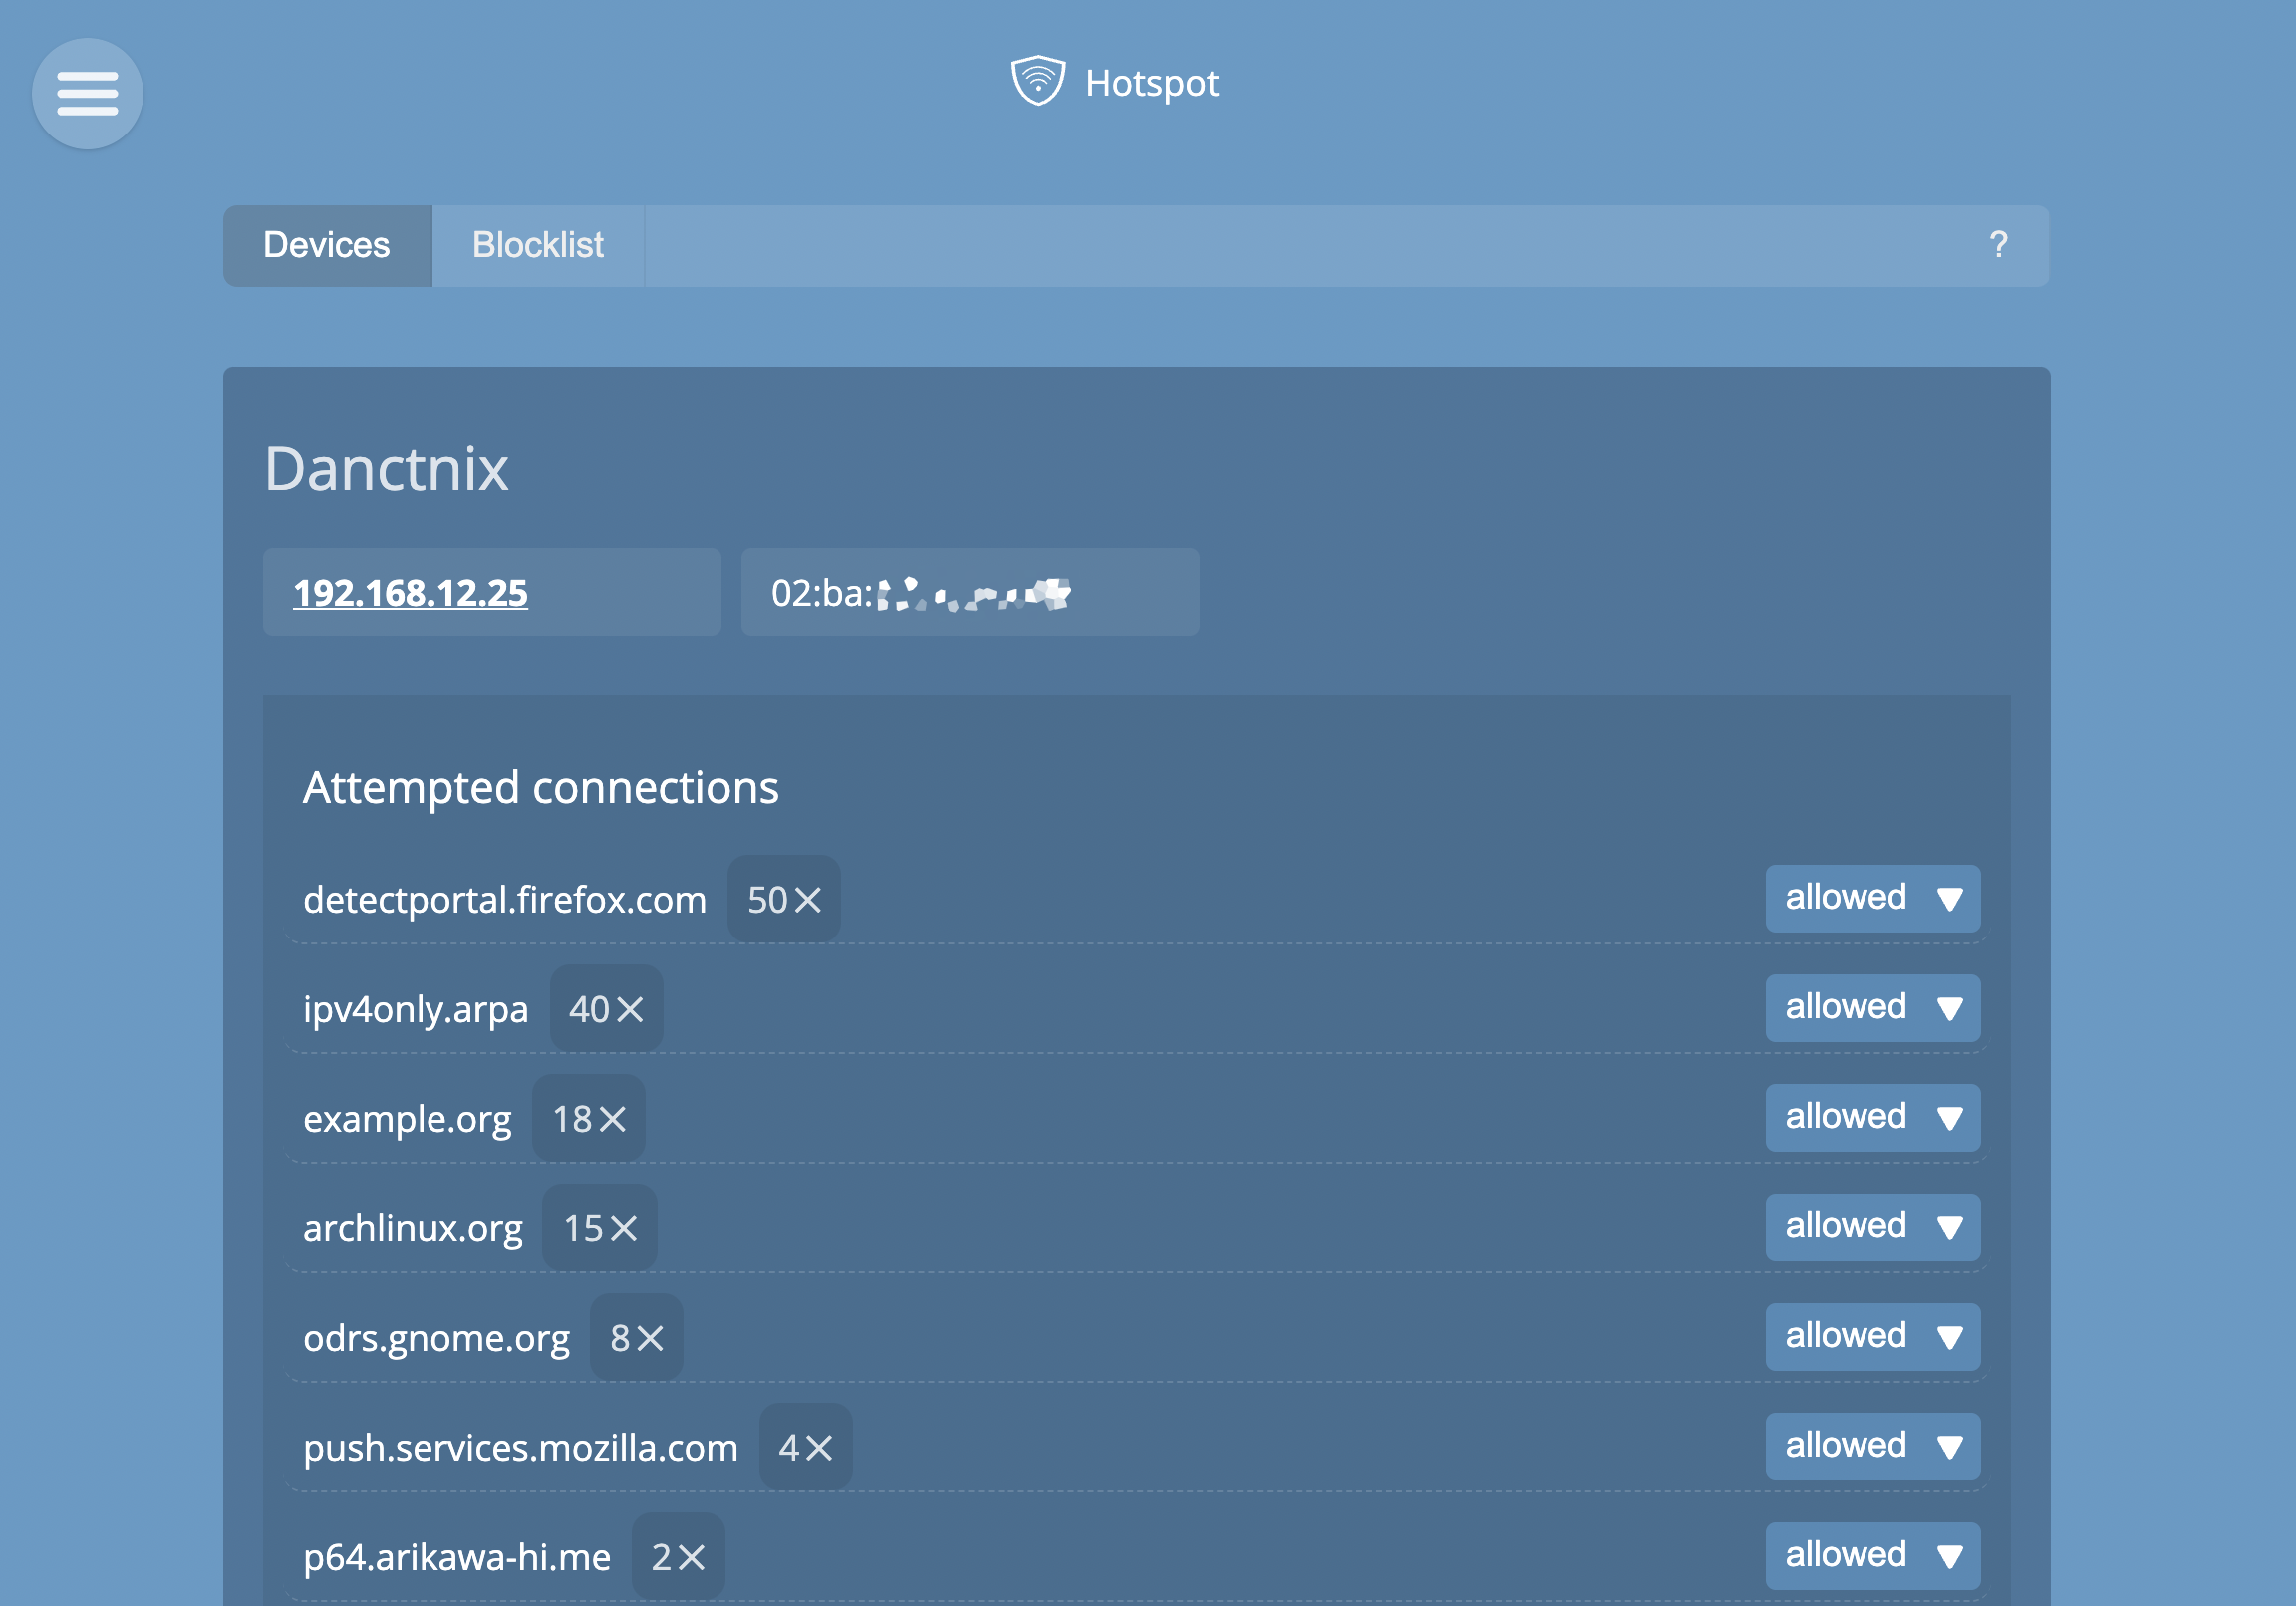 Hotspot
Devices Blocklist ?
Danctnix
192.168.12.25 02:ba:
Attempted connections
detectportal.firefox.com 50× allowed
ipv4only.arpa 40× allowed
example.org 18× allowed
archlinux.org 15× allowed
odrs.gnome.org 8× allowed
push.services.mozilla.com 4× allowed
p64.arikawa-hi.me 2× allowed